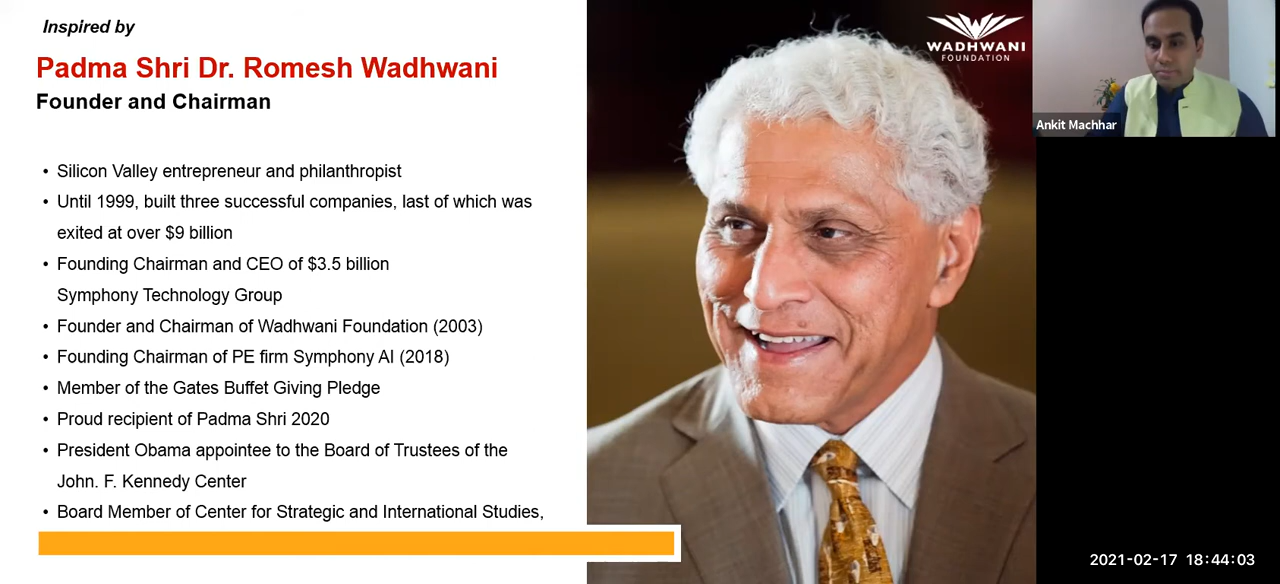 Inspired by
Padma Shri Dr. Romesh Wadhwani
Founder and Chairman
• Silicon Valley entrepreneur and philanthropist
• Until 1999, built three successful companies, last of which was
exited at over $9 billion
• Founding Chairman and CEO of $3.5 billion
Symphony Technology Group
• Founder and Chairman of Wadhwani Foundation (2003)
• Founding Chairman of PE firm Symphony AI (2018)
• Member of the Gates Buffet Giving Pledge
• Proud recipient of Padma Shri 2020
• President Obama appointee to the Board of Trustees of the
John. F. Kennedy Center
• Board Member of Center for Strategic and International Studies,
WADHWANI
FOUNDATION
Ankit Machhar
2021-02-17 18:44:03